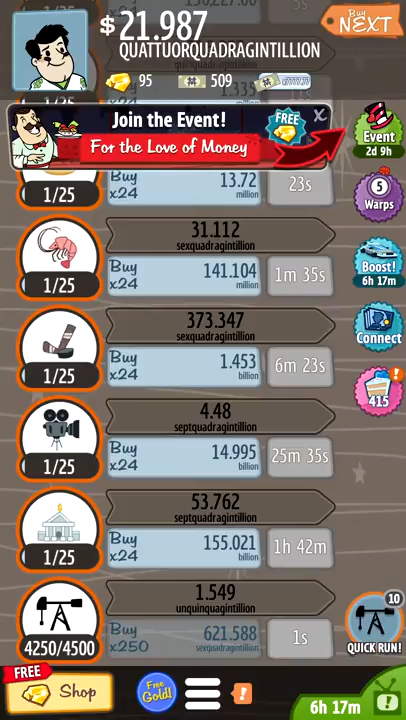 $21.987
QUATTUORQUADRAGINTILLION
Buy
NEXT
95
509
Join the Event!
For the Love of Money
FREE
X
Event
2d 9h
1/25
13.72
Buy
x24
million
23s
5
Warps
31.112
sexquadragintillion
1/25
Buy
x24
141.104
million
1m 35s
Boost!
6h 17m
373.347
sexquadragintillion
1/25
Buy
x24
1.453
billion
6m 23s
Connect
!
415
4.48
septquadragintillion
1/25
Buy
x24
14.995
billion
25m 35s
53.762
septquadragintillion
1/25
Buy
x24
155.021
billion
1h 42m
1.549
unquinquagintillion
4250/4500
Buy
x250
621.588
sexquadragintillion
1s
10
QUICK RUN!
FREE
Shop
Free
Gold!
!
6h 17m
!